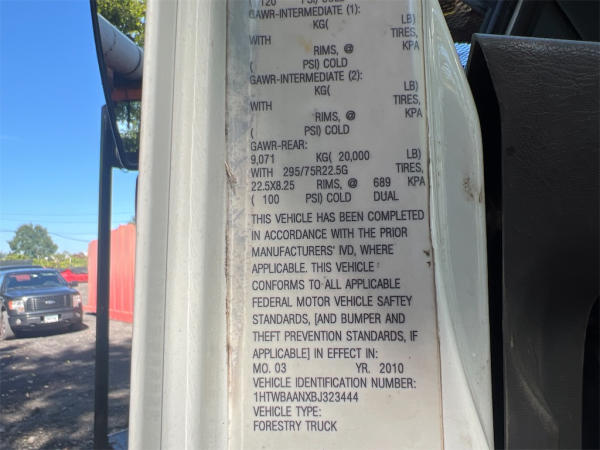 ( 120 PSI) COLD
GAWR-INTERMEDIATE (1):
KG( LB)
WITH TIRES,
RIMS, @ KPA
( PSI) COLD
GAWR-INTERMEDIATE (2):
KG( LB)
WITH TIRES,
RIMS, @ KPA
( PSI) COLD
GAWR-REAR:
9,071 KG( 20,000 LB)
WITH 295/75R22.5G TIRES,
22.5X8.25 RIMS, @ 689 KPA
( 100 PSI) COLD DUAL
THIS VEHICLE HAS BEEN COMPLETED
IN ACCORDANCE WITH THE PRIOR
MANUFACTURERS' IVD, WHERE
APPLICABLE. THIS VEHICLE
CONFORMS TO ALL APPLICABLE
FEDERAL MOTOR VEHICLE SAFTEY
STANDARDS, [AND BUMPER AND
THEFT PREVENTION STANDARDS, IF
APPLICABLE] IN EFFECT IN:
MO. 03 YR. 2010
VEHICLE IDENTIFICATION NUMBER:
1HTWBAANXBJ323444
VEHICLE TYPE:
FORESTRY TRUCK